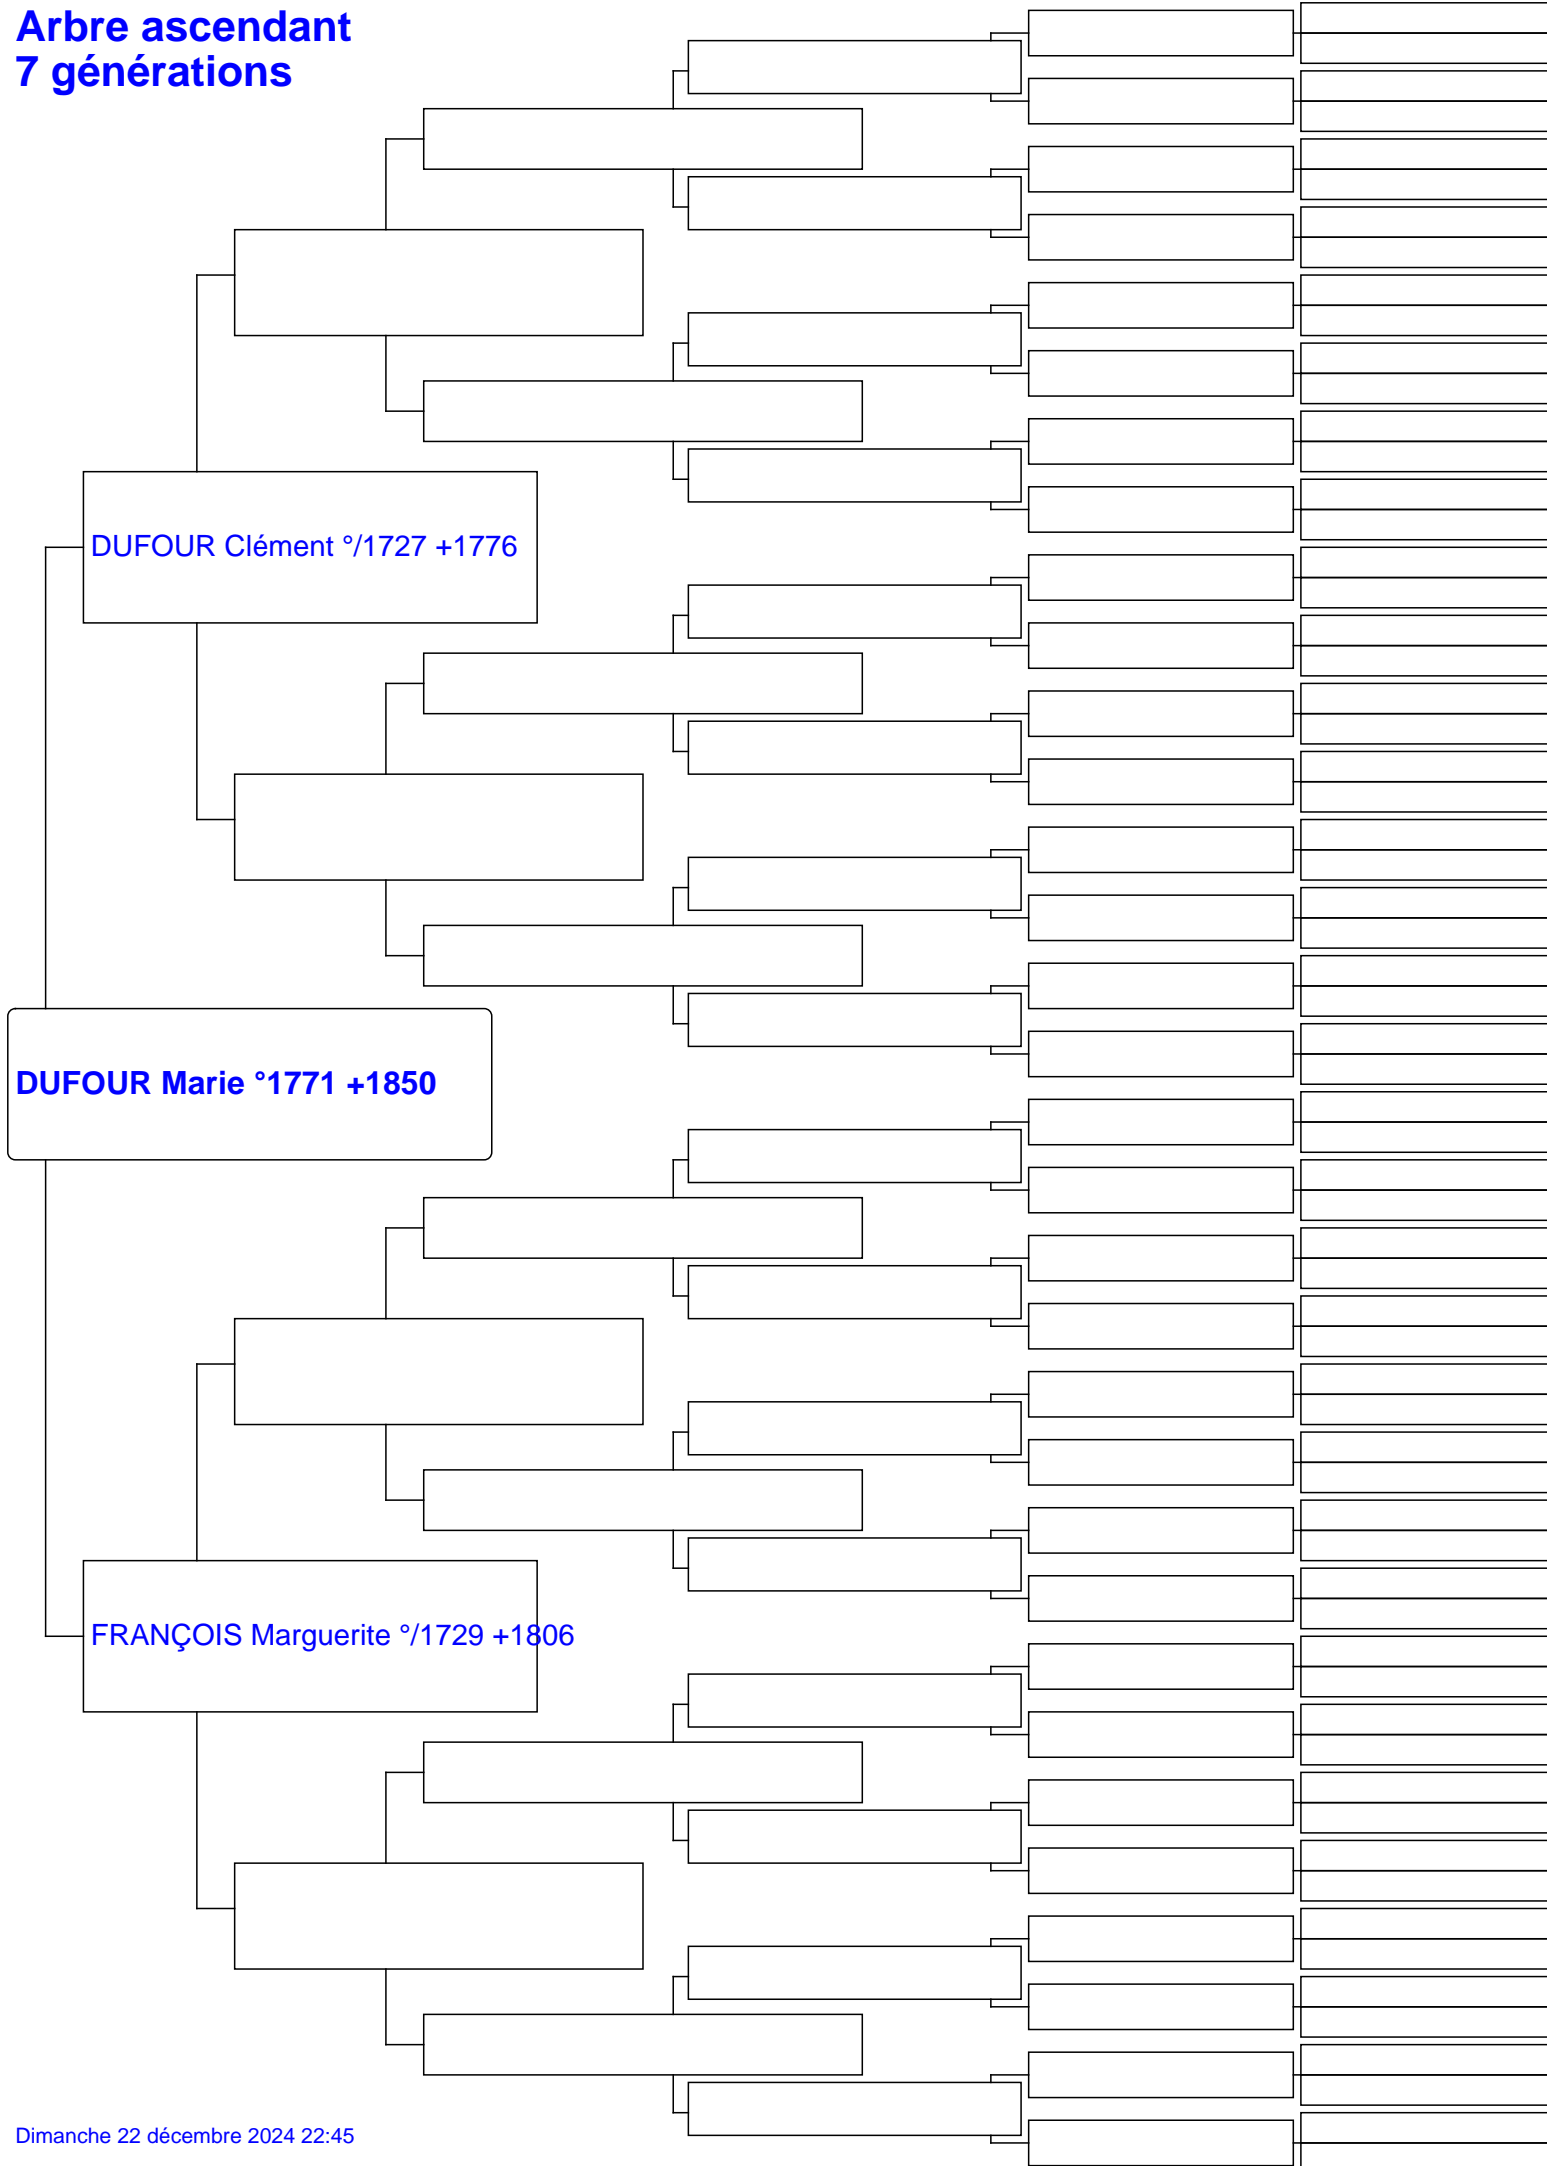 Arbre ascendant
7 générations
DUFOUR Clément °/1727 +1776
DUFOUR Marie °1771 +1850
FRANÇOIS Marguerite °/1729 +1806
Dimanche 22 décembre 2024 22:45